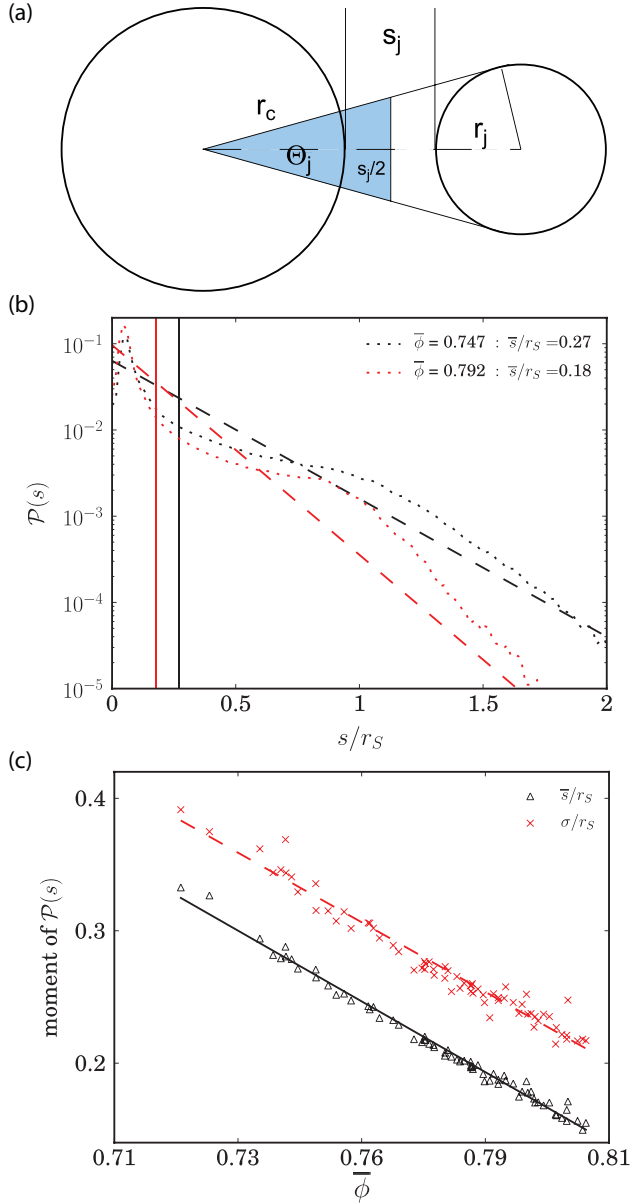 (a)
s_j
r_c
r_j
Θ_j
s_j/2
(b)
10⁻¹
10⁻²
10⁻³
10⁻⁴
10⁻⁵
P(s)
ϕ̅ = 0.747 : s̅/r_S = 0.27
ϕ̅ = 0.792 : s̅/r_S = 0.18
0 0.5 1 1.5 2
s/r_S
(c)
0.4
0.3
0.2
moment of P(s)
s̅/r_S
σ/r_S
0.71 0.73 0.76 0.79 0.81
ϕ̅